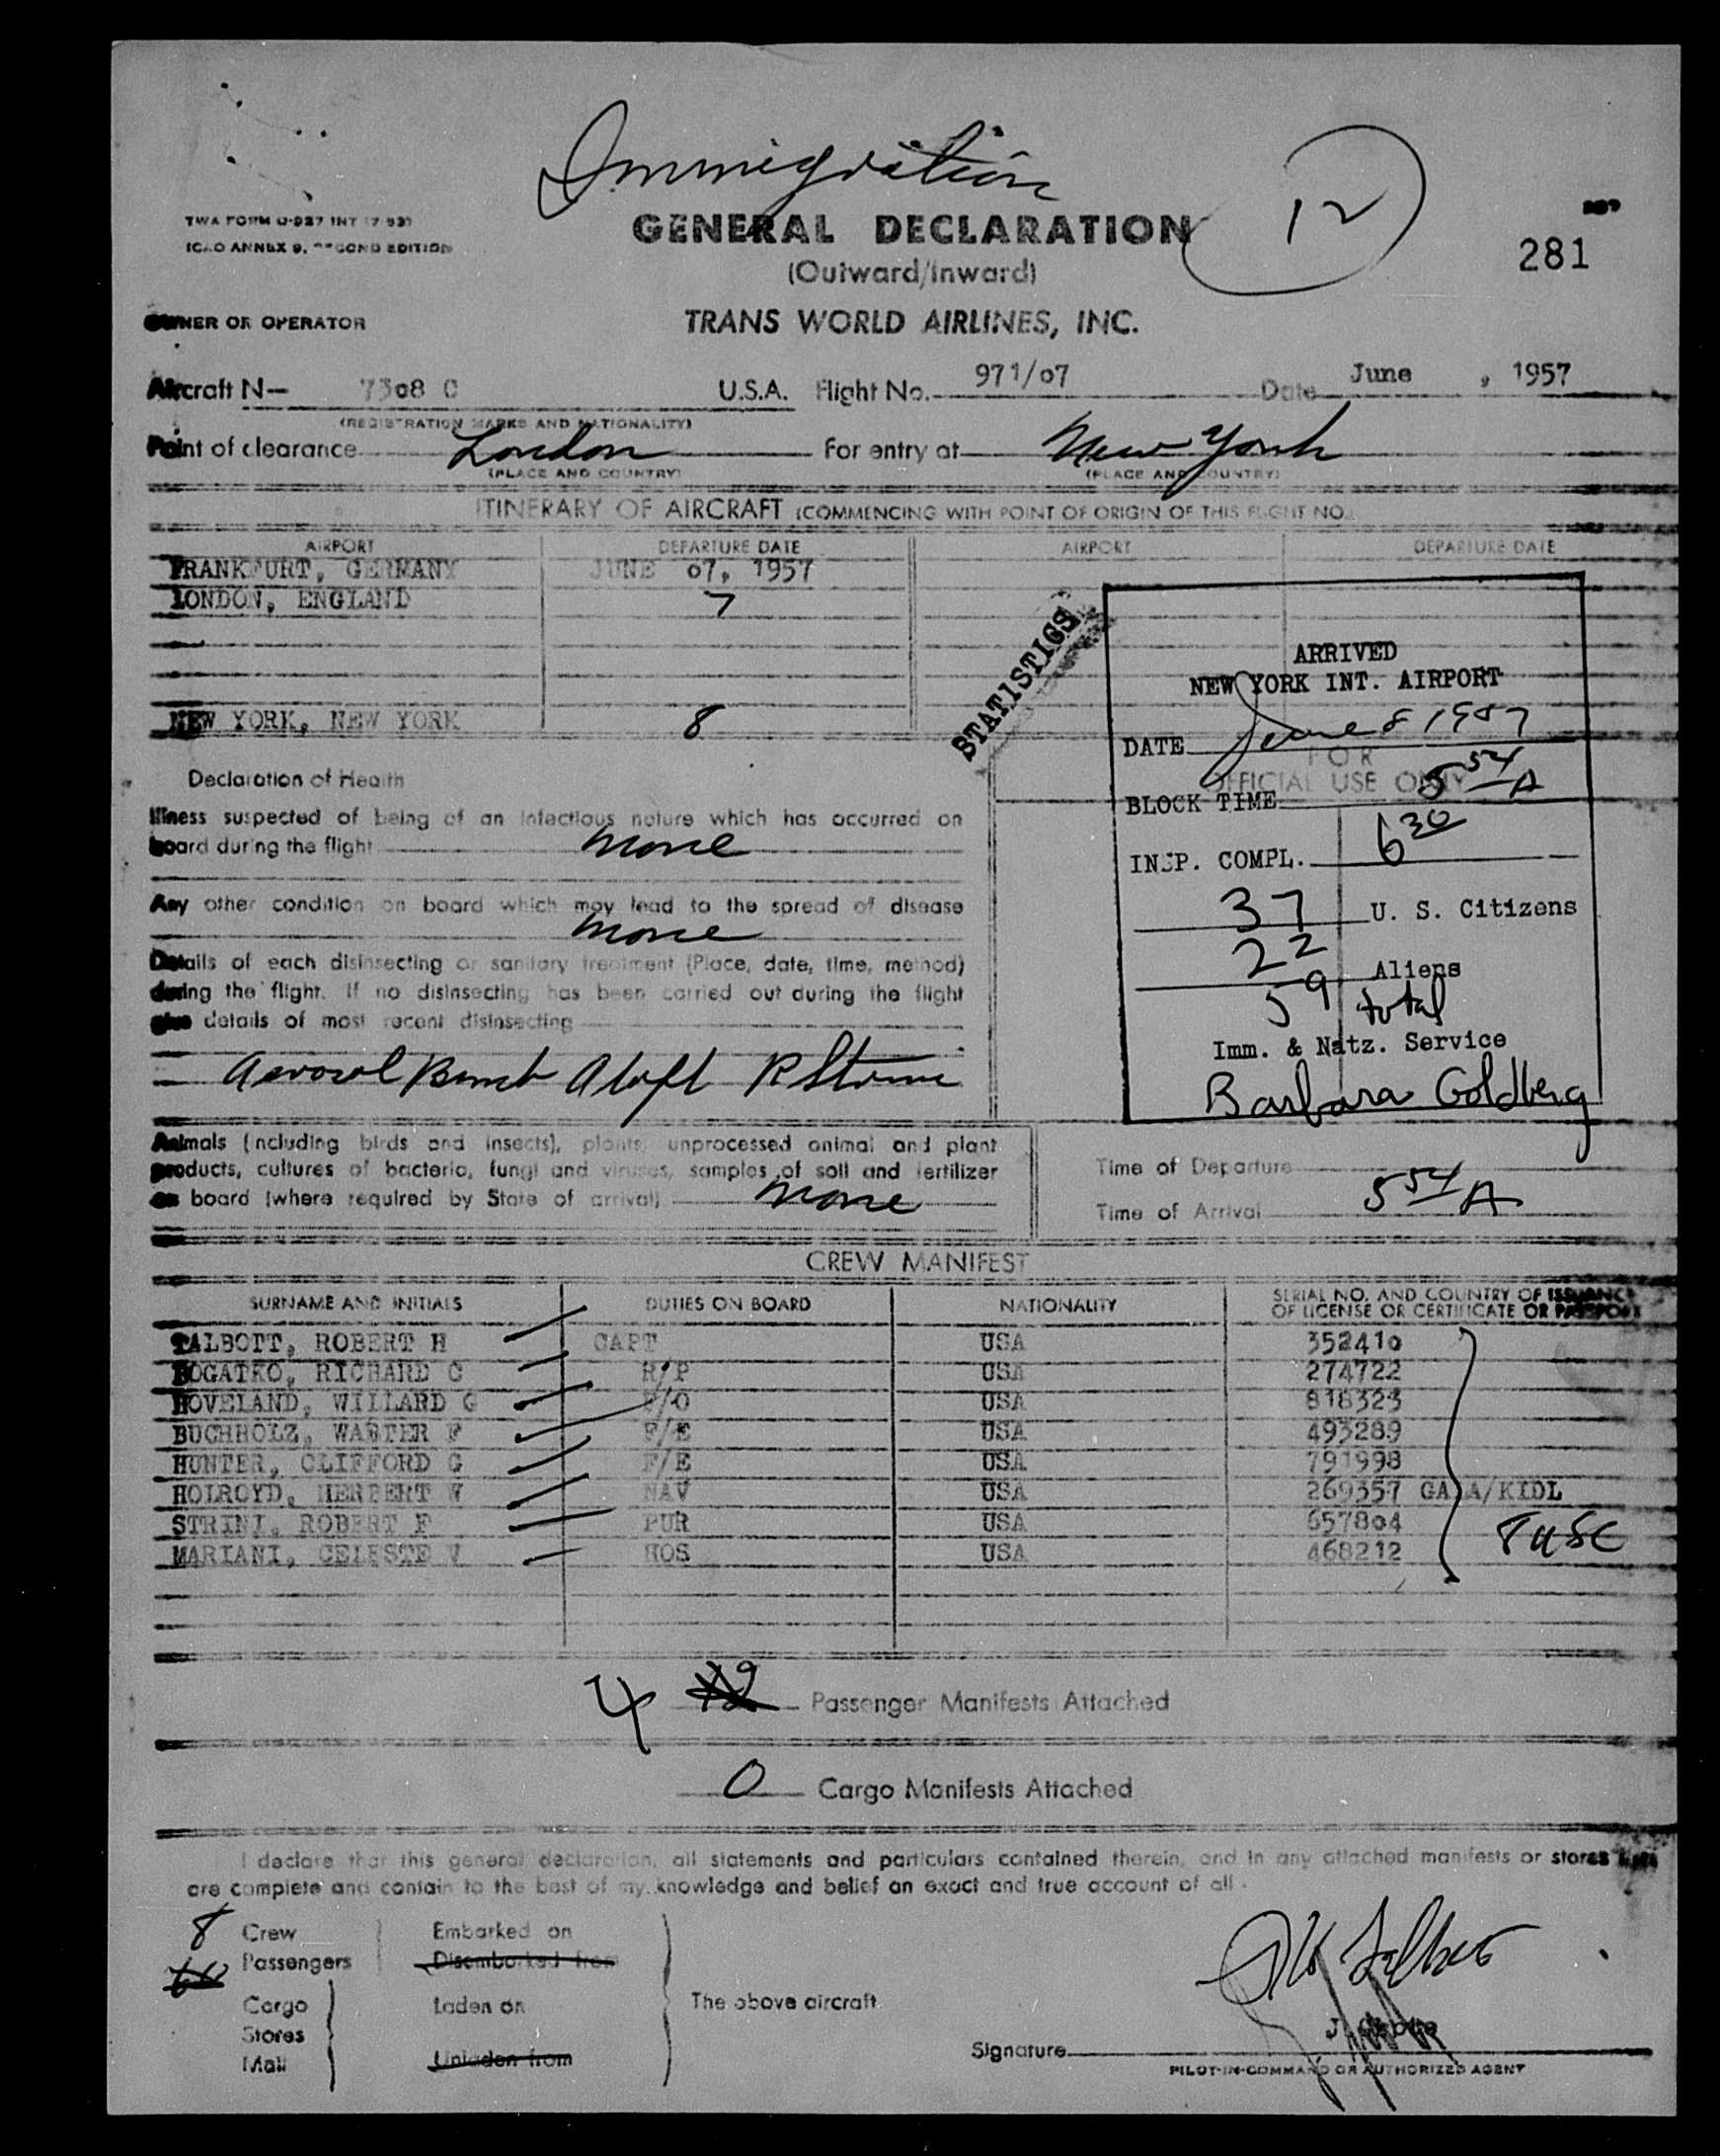 Immigration
12
TWA FORM O-927 INT (7-53)
ICAO ANNEX 9, SECOND EDITION
GENERAL DECLARATION
(Outward/Inward)
281
OWNER OR OPERATOR
TRANS WORLD AIRLINES, INC.
Aircraft N— 7308 C U.S.A. Flight No. 971/07 Date June , 1957
(REGISTRATION MARKS AND NATIONALITY)
Point of clearance London For entry at New York
(PLACE AND COUNTRY) (PLACE AND COUNTRY)
ITINERARY OF AIRCRAFT (COMMENCING WITH POINT OF ORIGIN OF THIS FLIGHT NO.
AIRPORT DEPARTURE DATE AIRPORT DEPARTURE DATE
FRANKFURT, GERMANY JUNE 07, 1957
LONDON, ENGLAND 7
NEW YORK, NEW YORK 8
STATISTICS
ARRIVED
NEW YORK INT. AIRPORT
DATE June 8 1957
FOR
OFFICIAL USE ONLY
BLOCK TIME 5 54 A
INSP. COMPL. 6 30
37 U. S. Citizens
22 Aliens
59 total
Imm. & Natz. Service
Barbara Goldberg
Declaration of Health
Illness suspected of being of an infectious nature which has occurred on
board during the flight none
Any other condition on board which may lead to the spread of disease
none
Details of each disinsecting or sanitary treatment (Place, date, time, method)
during the flight. If no disinsecting has been carried out during the flight
give details of most recent disinsecting
Aerosol Bomb Aloft R Strini
Animals (including birds and insects), plants, unprocessed animal and plant
products, cultures of bacteria, fungi and viruses, samples of soil and fertilizer
on board (where required by State of arrival) none
Time of Departure
Time of Arrival 5 54 A
CREW MANIFEST
SURNAME AND INITIALS DUTIES ON BOARD NATIONALITY SERIAL NO. AND COUNTRY OF ISSUANCE
OF LICENSE OR CERTIFICATE OR PASSPORT
TALBOTT, ROBERT H CAPT USA 352410
BOGATKO, RICHARD C R/P USA 274722
HOVELAND, WILLARD G F/O USA 818323
BUCHHOLZ, WALTER F F/E USA 493289
HUNTER, CLIFFORD G F/E USA 791998
HOLROYD, HERBERT W NAV USA 269357 GAJA/KIDL
STRINI, ROBERT F PUR USA 657804
MARIANI, CELESTE V HOS USA 468212
4 Passenger Manifests Attached
0 Cargo Manifests Attached
I declare that this general declaration, all statements and particulars contained therein, and in any attached manifests or stores lists
are complete and contain to the best of my knowledge and belief an exact and true account of all
8 Crew Embarked on
Passengers Disembarked from
Cargo Laden on The above aircraft
Stores
Mail Unladen from
Signature
PILOT-IN-COMMAND OR AUTHORIZED AGENT